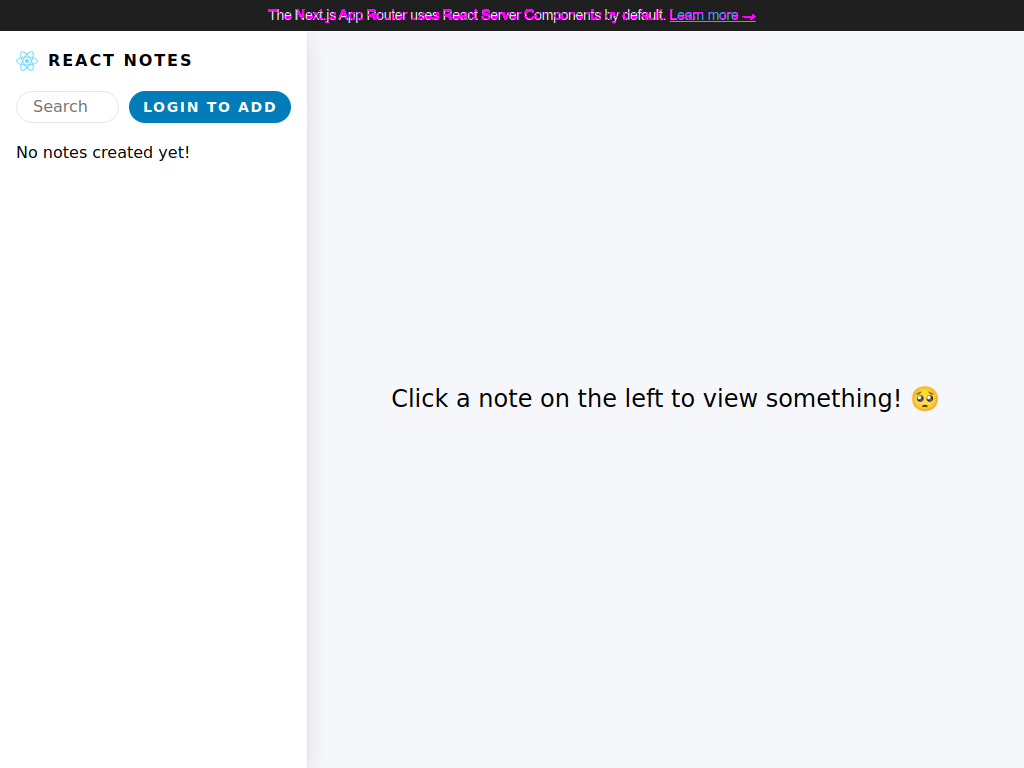 The Next.js App Router uses React Server Components by default. Learn more →
REACT NOTES
Search
LOGIN TO ADD
No notes created yet!
Click a note on the left to view something! 🥺